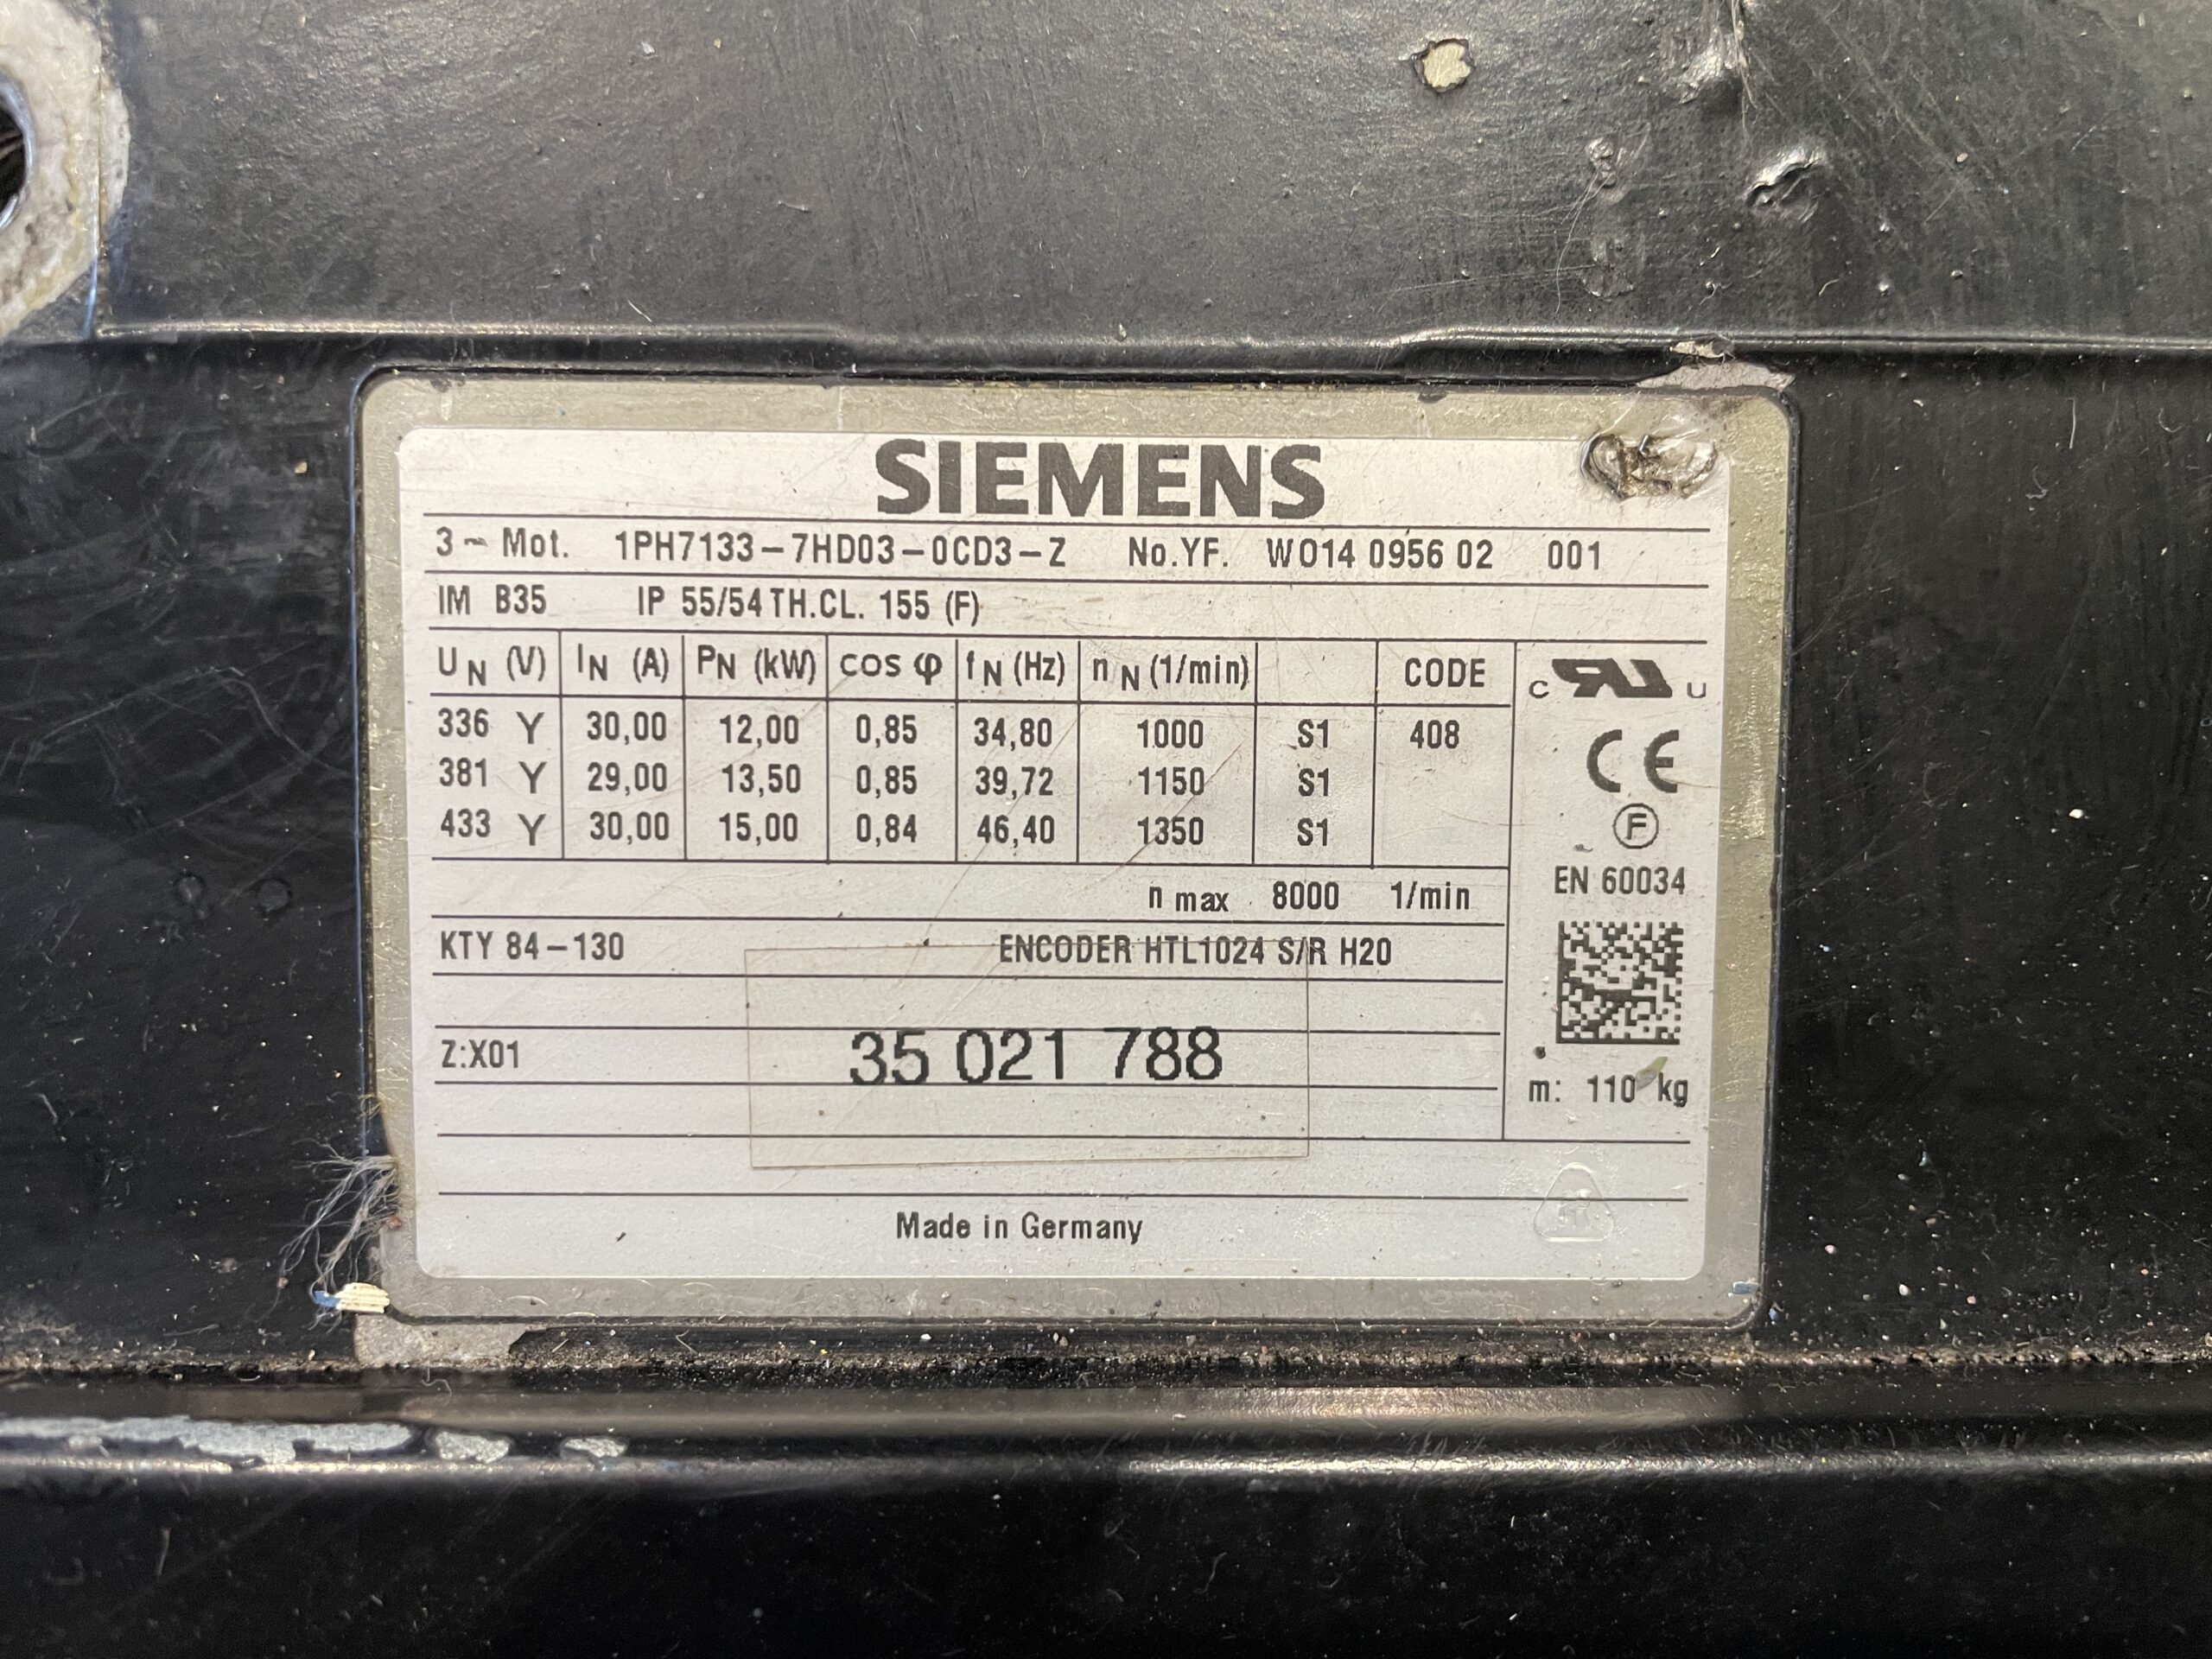 SIEMENS
3~ Mot. 1PH7133-7HD03-0CD3-Z No.YF. W014 0956 02 001
IM B35 IP 55/54 TH.CL. 155 (F)
UN (V) IN (A) PN (kW) cos φ fN (Hz) nN (1/min) CODE
336 Y 30,00 12,00 0,85 34,80 1000 S1 408
381 Y 29,00 13,50 0,85 39,72 1150 S1
433 Y 30,00 15,00 0,84 46,40 1350 S1
n max 8000 1/min
KTY 84-130 ENCODER HTL1024 S/R H20
Z:X01 35 021 788
c RU US
CE
F
EN 60034
m: 110 kg
Made in Germany